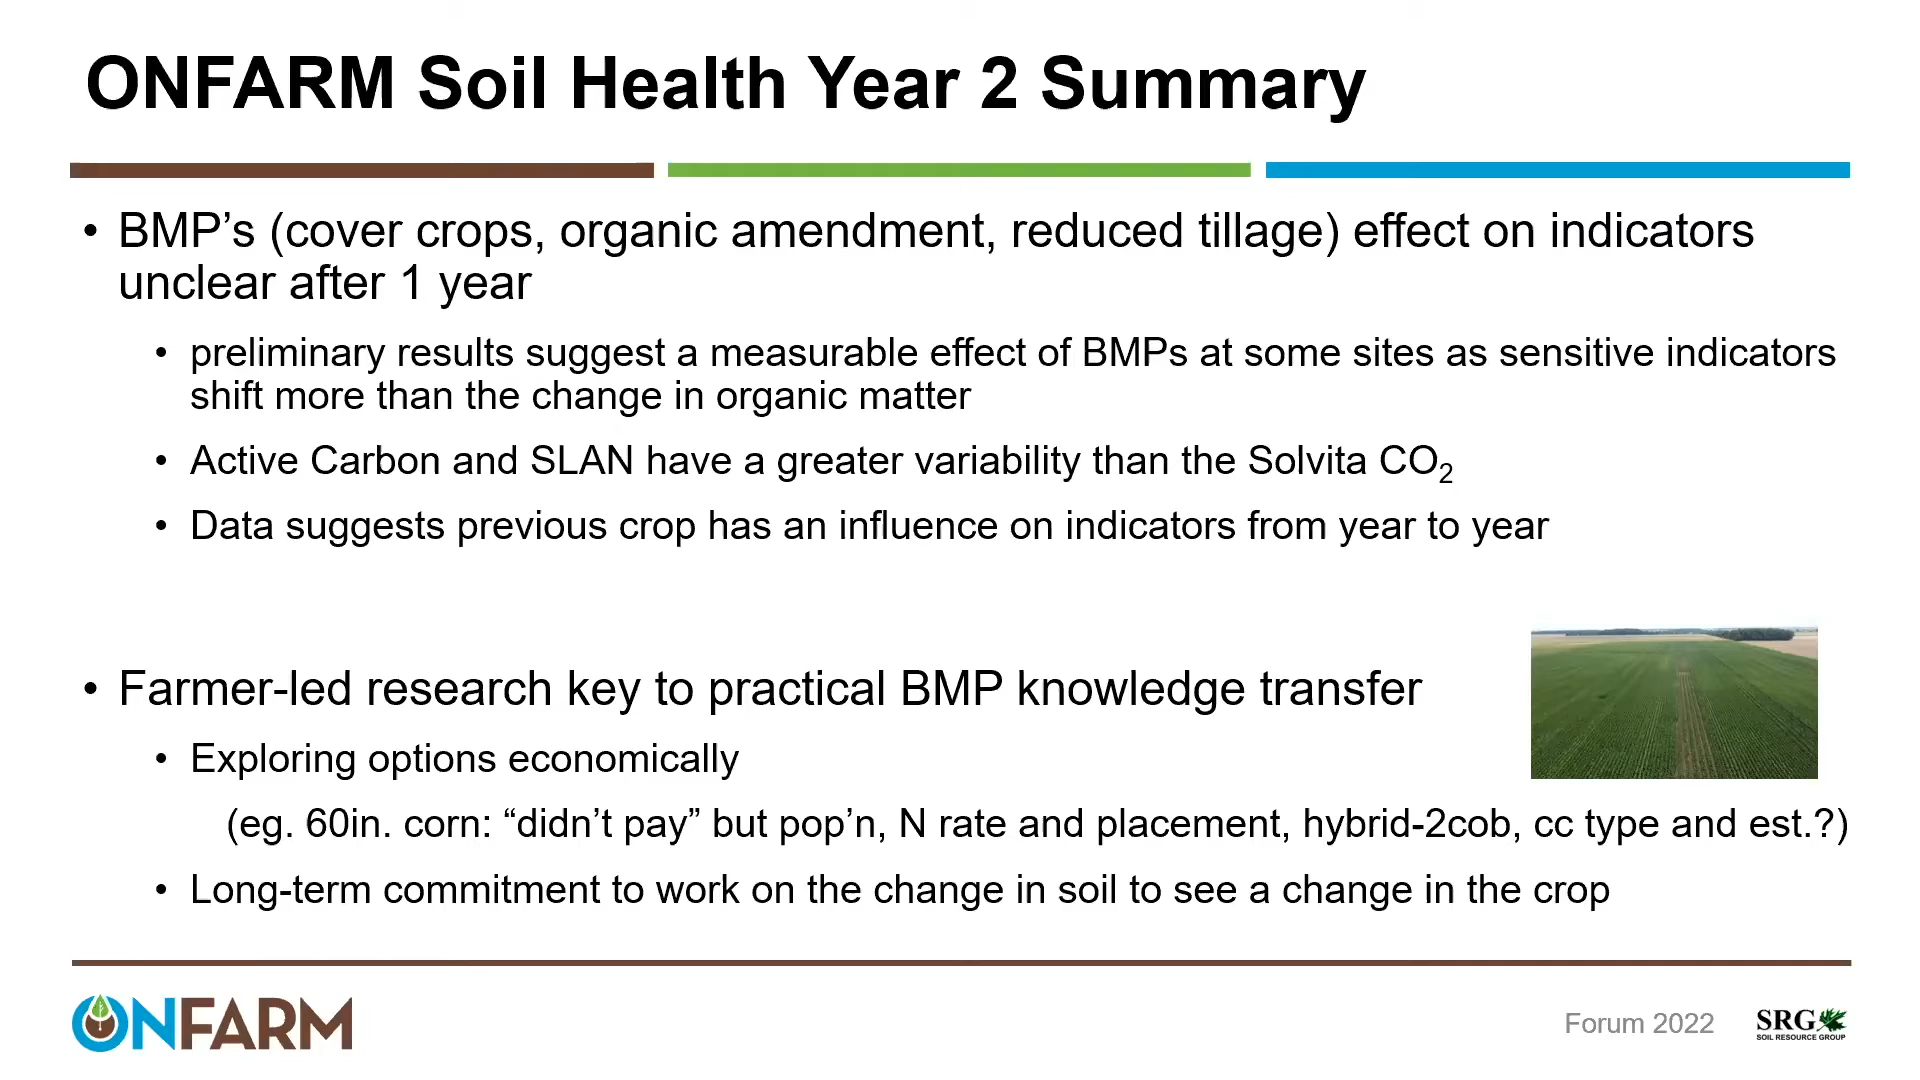 ONFARM Soil Health Year 2 Summary
• BMP’s (cover crops, organic amendment, reduced tillage) effect on indicators
unclear after 1 year
• preliminary results suggest a measurable effect of BMPs at some sites as sensitive indicators
shift more than the change in organic matter
• Active Carbon and SLAN have a greater variability than the Solvita CO₂
• Data suggests previous crop has an influence on indicators from year to year
• Farmer-led research key to practical BMP knowledge transfer
• Exploring options economically
(eg. 60in. corn: “didn’t pay” but pop’n, N rate and placement, hybrid-2cob, cc type and est.?)
• Long-term commitment to work on the change in soil to see a change in the crop
ONFARM
Forum 2022
SRG
SOIL RESOURCE GROUP